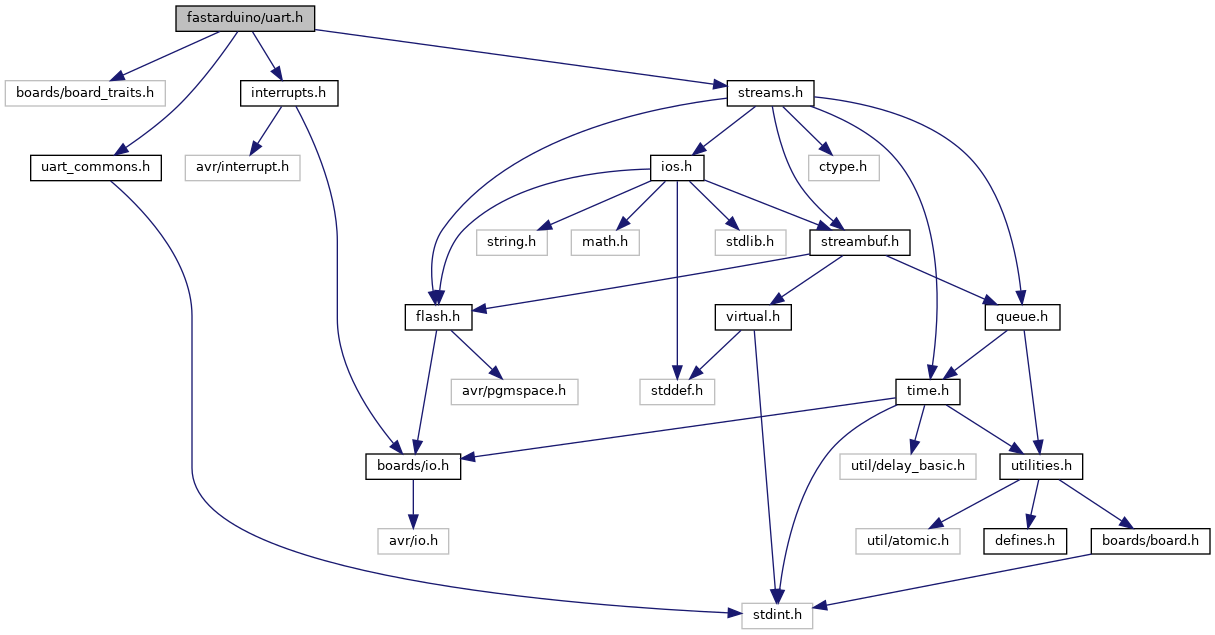 fastarduino/uart.h
boards/board_traits.h
interrupts.h
streams.h
uart_commons.h
avr/interrupt.h
ios.h
ctype.h
string.h
math.h
stdlib.h
streambuf.h
flash.h
virtual.h
queue.h
avr/pgmspace.h
stddef.h
time.h
boards/io.h
util/delay_basic.h
utilities.h
avr/io.h
util/atomic.h
defines.h
boards/board.h
stdint.h